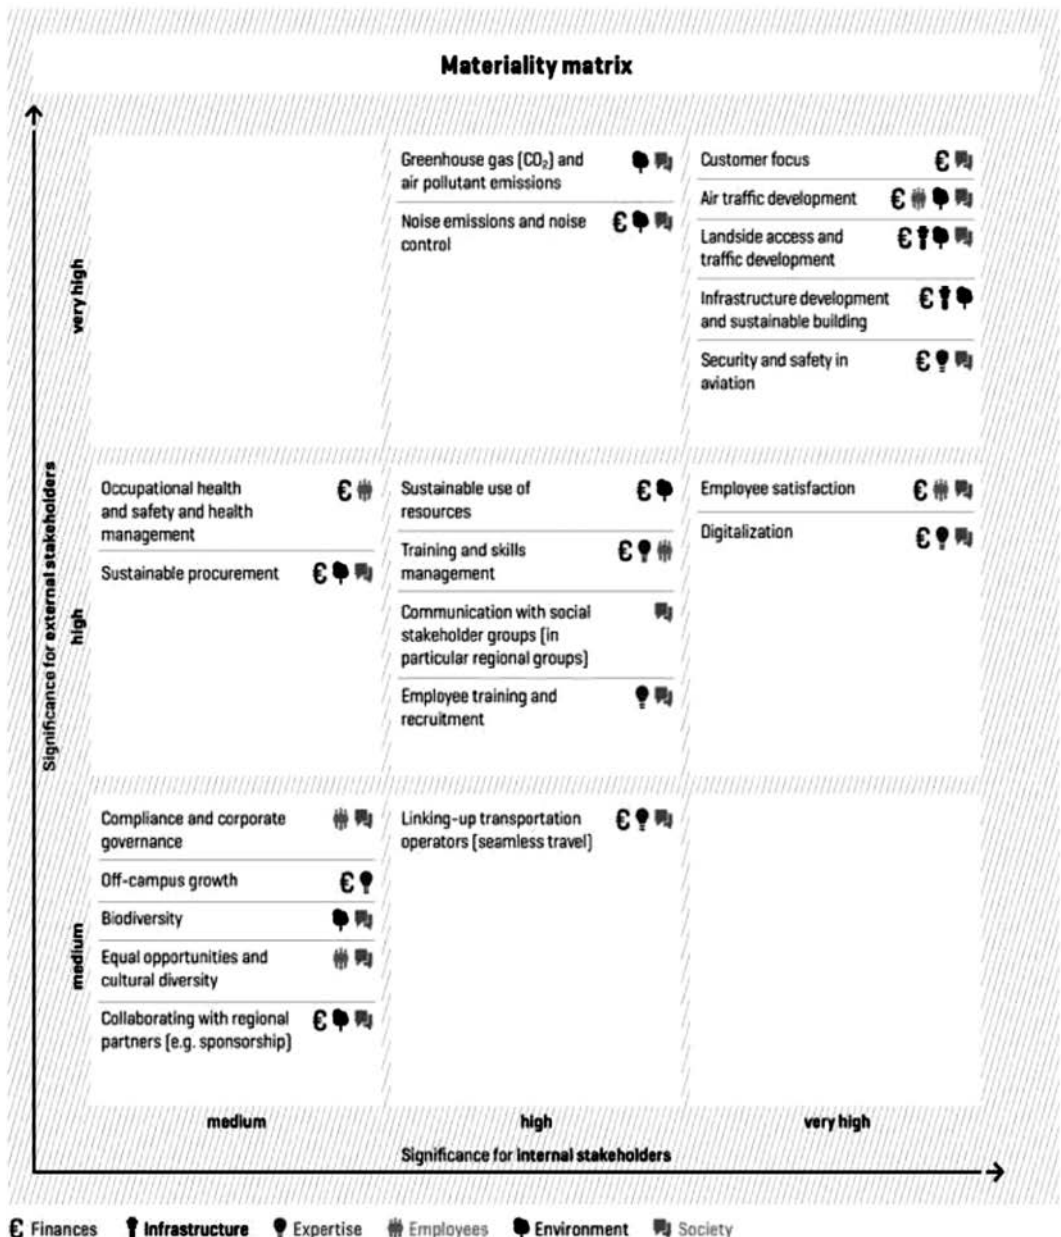 Materiality matrix
Greenhouse gas (CO₂) and
air pollutant emissions
Noise emissions and noise
control
Customer focus
Air traffic development
Landside access and
traffic development
Infrastructure development
and sustainable building
Security and safety in
aviation
very high
Occupational health
and safety and health
management
Sustainable procurement
Sustainable use of
resources
Training and skills
management
Communication with social
stakeholder groups (in
particular regional groups)
Employee training and
recruitment
Employee satisfaction
Digitalization
high
Significance for external stakeholders
Compliance and corporate
governance
Off-campus growth
Biodiversity
Equal opportunities and
cultural diversity
Collaborating with regional
partners (e.g. sponsorship)
Linking-up transportation
operators (seamless travel)
medium
medium high very high
Significance for internal stakeholders
€ Finances Infrastructure Expertise Employees Environment Society